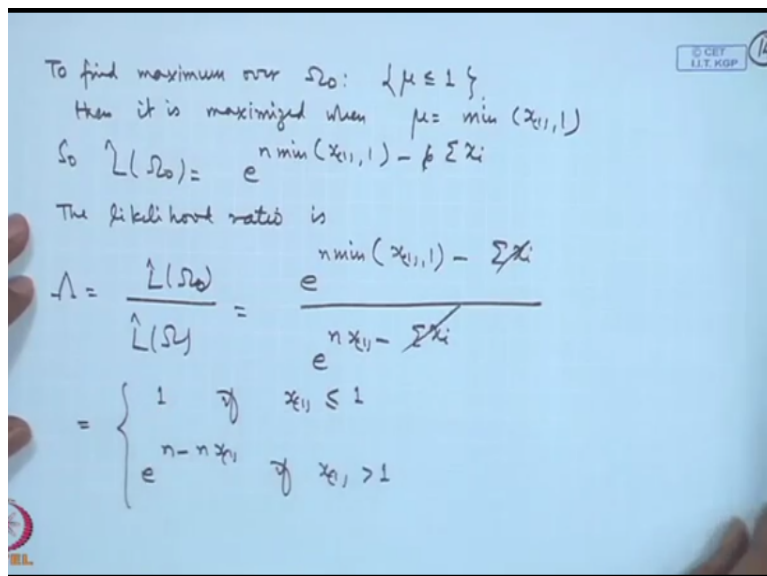 To find maximum over Ω₀: {μ ≤ 1}
© CET
I.I.T. KGP
then it is maximized when μ = min (x₍₁₎, 1)
So L̂(Ω₀) = e^{n min(x₍₁₎, 1) - Σxi}
The likelihood ratio is
Λ = L̂(Ω₀) / L̂(Ω) = e^{n min(x₍₁₎, 1) - Σxi} / e^{n x₍₁₎ - Σxi}
= { 1 if x₍₁₎ ≤ 1
e^{n - n x₍₁₎} if x₍₁₎ > 1